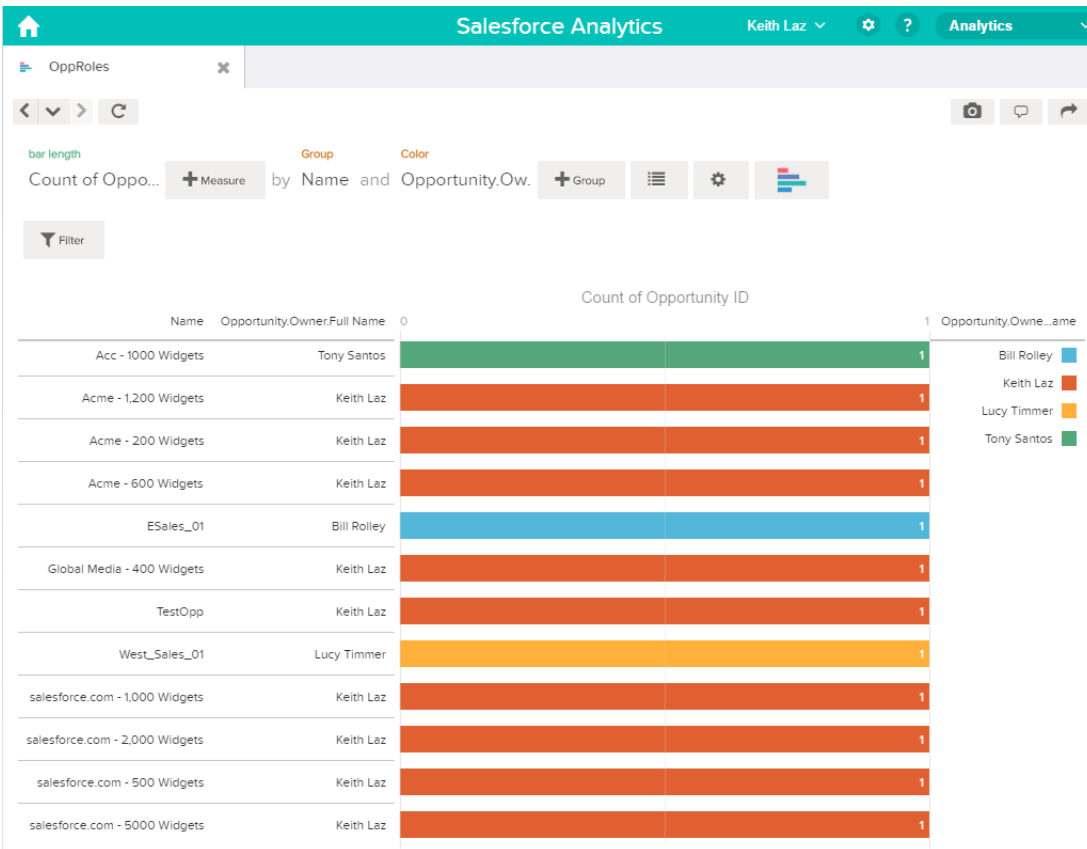 Salesforce Analytics Keith Laz ? Analytics
OppRoles
bar length Group Color
Count of Oppo... Measure by Name and Opportunity.Ow. Group
Filter
Count of Opportunity ID
Name Opportunity.Owner.Full Name 0 1 Opportunity.Owne...ame
Acc - 1000 Widgets Tony Santos 1 Bill Rolley
Keith Laz
Acme - 1,200 Widgets Keith Laz 1
Lucy Timmer
Acme - 200 Widgets Keith Laz 1 Tony Santos
Acme - 600 Widgets Keith Laz 1
ESales_01 Bill Rolley 1
Global Media - 400 Widgets Keith Laz 1
TestOpp Keith Laz 1
West_Sales_01 Lucy Timmer 1
salesforce.com - 1,000 Widgets Keith Laz 1
salesforce.com - 2,000 Widgets Keith Laz 1
salesforce.com - 500 Widgets Keith Laz 1
salesforce.com - 5000 Widgets Keith Laz 1